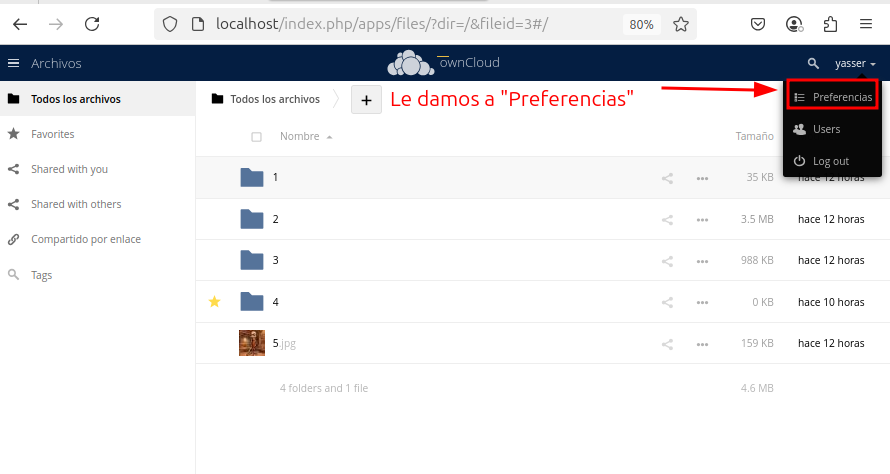 localhost/index.php/apps/files/?dir=/&fileid=3#/
80%
Archivos
ownCloud
yasser
Todos los archivos
Todos los archivos
+
Le damos a "Preferencias"
Preferencias
Favorites
Nombre
Tamaño
Users
Shared with you
1
35 KB
hace 12 horas
Log out
Shared with others
2
3.5 MB
hace 12 horas
Compartido por enlace
3
988 KB
hace 12 horas
Tags
4
0 KB
hace 10 horas
5.jpg
159 KB
hace 12 horas
4 folders and 1 file
4.6 MB